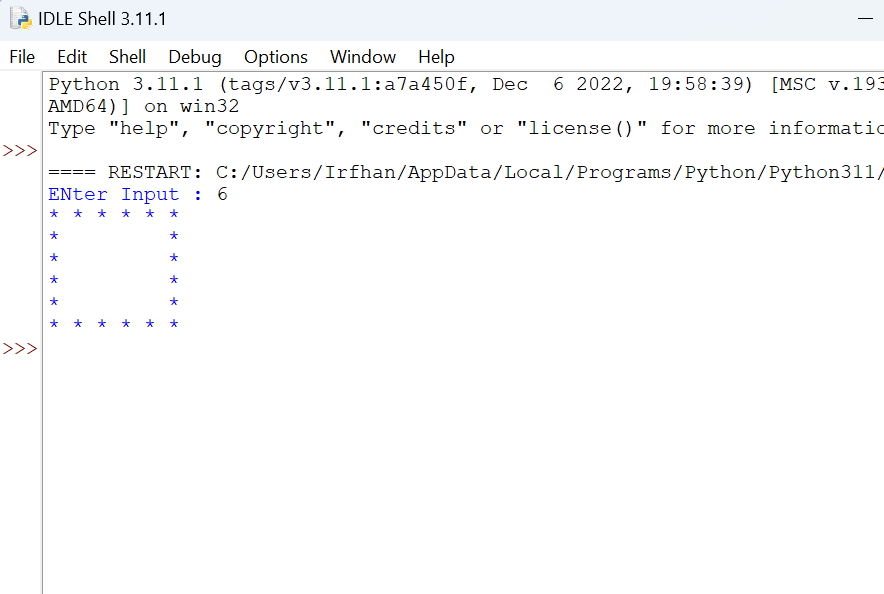 IDLE Shell 3.11.1
File Edit Shell Debug Options Window Help
Python 3.11.1 (tags/v3.11.1:a7a450f, Dec  6 2022, 19:58:39) [MSC v.193
AMD64)] on win32
Type "help", "copyright", "credits" or "license()" for more informatio
>>>
==== RESTART: C:/Users/Irfhan/AppData/Local/Programs/Python/Python311/
ENter Input : 6
* * * * * *
*         *
*         *
*         *
*         *
* * * * * *
>>>